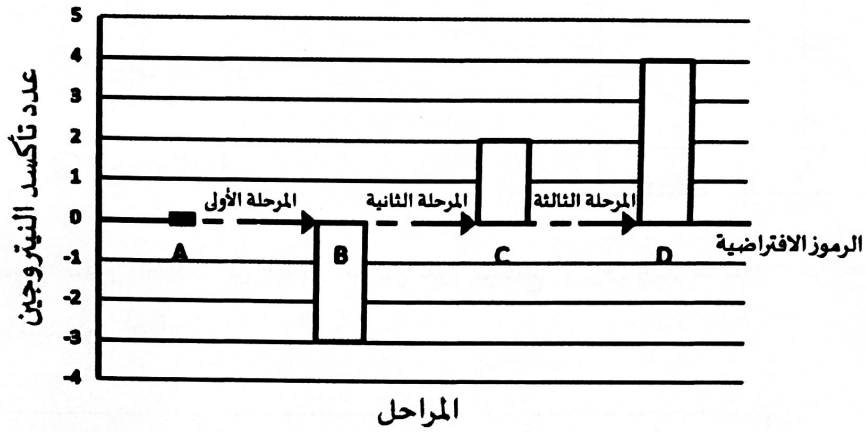 عدد تأكسد النيتروجين
5
4
3
2
1
0
-1
-2
-3
-4
المرحلة الأولى
المرحلة الثانية
المرحلة الثالثة
A
B
C
D
الرموز الافتراضية
المراحل